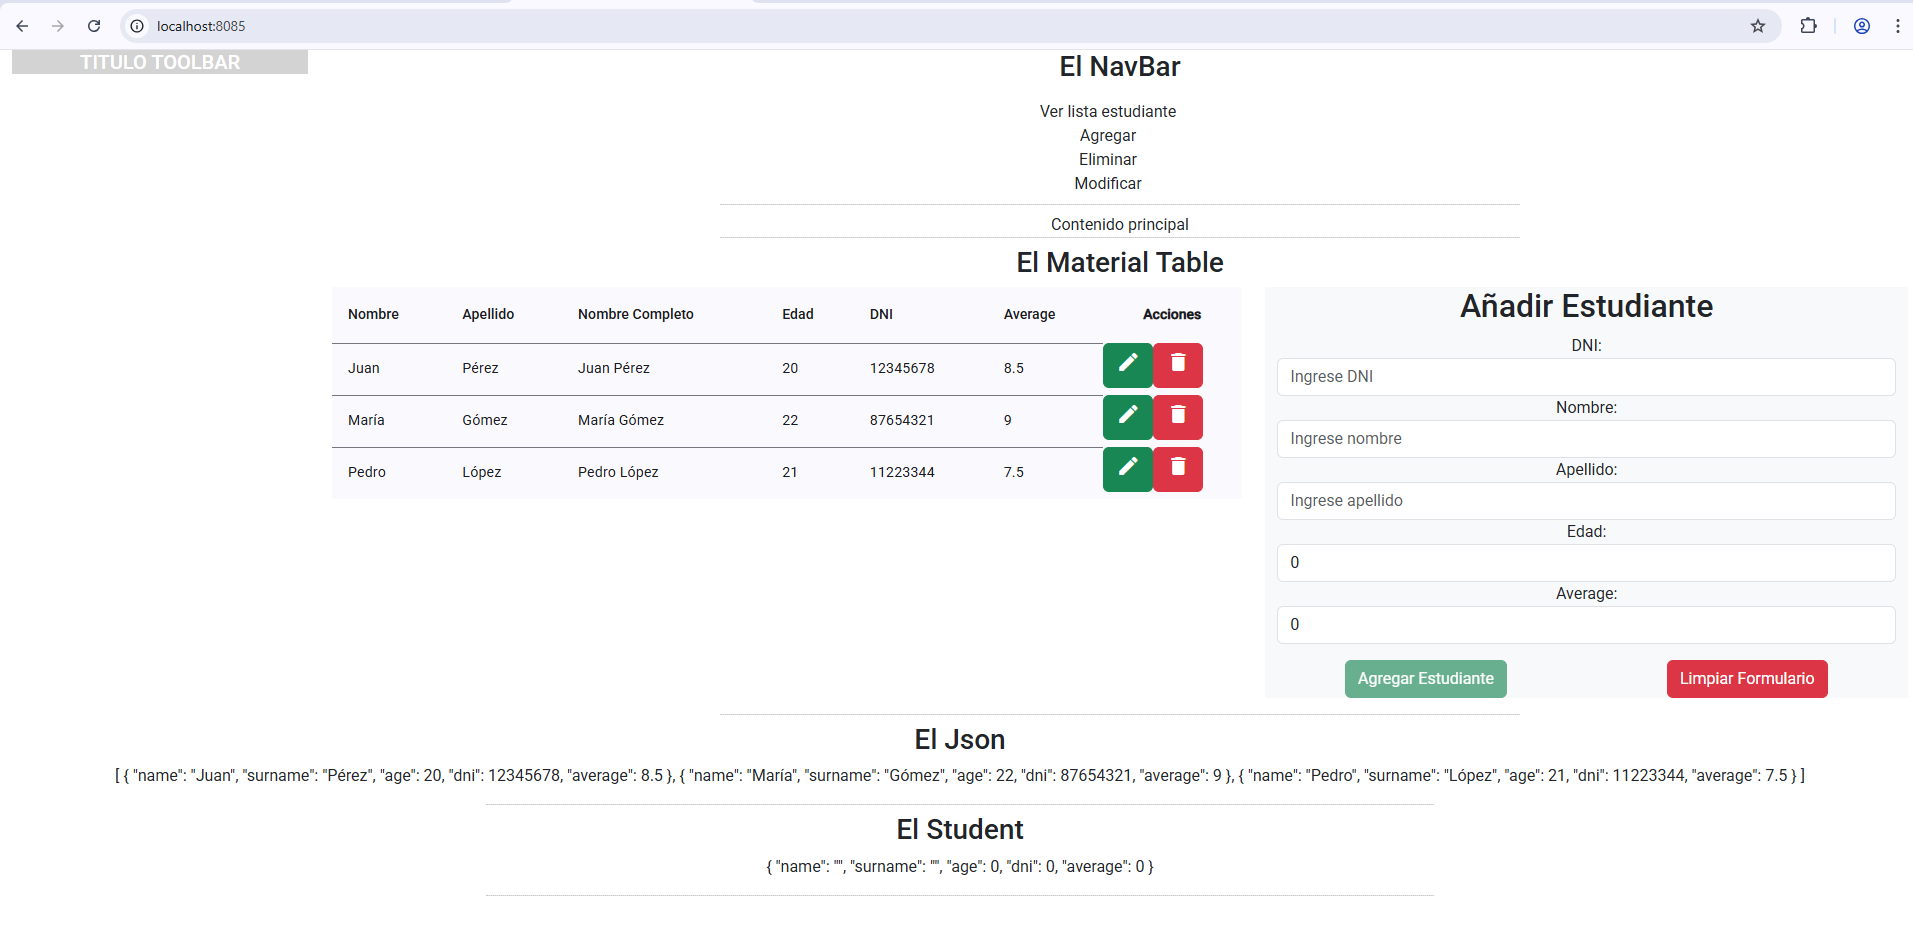 localhost:8085
TITULO TOOLBAR
El NavBar
Ver lista estudiante
Agregar
Eliminar
Modificar
Contenido principal
El Material Table
Nombre Apellido Nombre Completo Edad DNI Average Acciones
Juan Pérez Juan Pérez 20 12345678 8.5
María Gómez María Gómez 22 87654321 9
Pedro López Pedro López 21 11223344 7.5
Añadir Estudiante
DNI:
Ingrese DNI
Nombre:
Ingrese nombre
Apellido:
Ingrese apellido
Edad:
0
Average:
0
Agregar Estudiante Limpiar Formulario
El Json
[ { "name": "Juan", "surname": "Pérez", "age": 20, "dni": 12345678, "average": 8.5 }, { "name": "María", "surname": "Gómez", "age": 22, "dni": 87654321, "average": 9 }, { "name": "Pedro", "surname": "López", "age": 21, "dni": 11223344, "average": 7.5 } ]
El Student
{ "name": "", "surname": "", "age": 0, "dni": 0, "average": 0 }